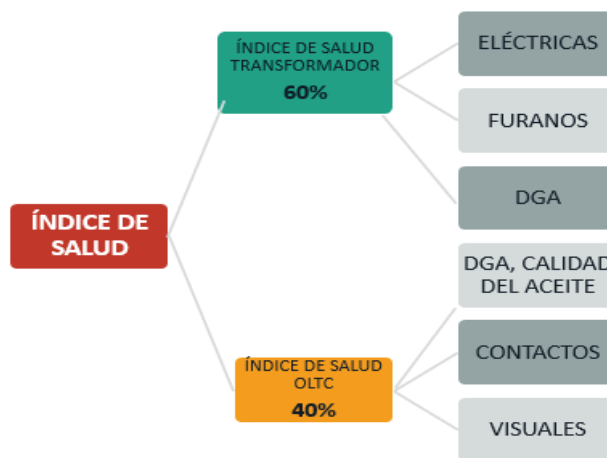 ÍNDICE DE SALUD
TRANSFORMADOR
60%
ELÉCTRICAS
FURANOS
DGA
ÍNDICE DE
SALUD
DGA, CALIDAD
DEL ACEITE
ÍNDICE DE SALUD
OLTC
40%
CONTACTOS
VISUALES